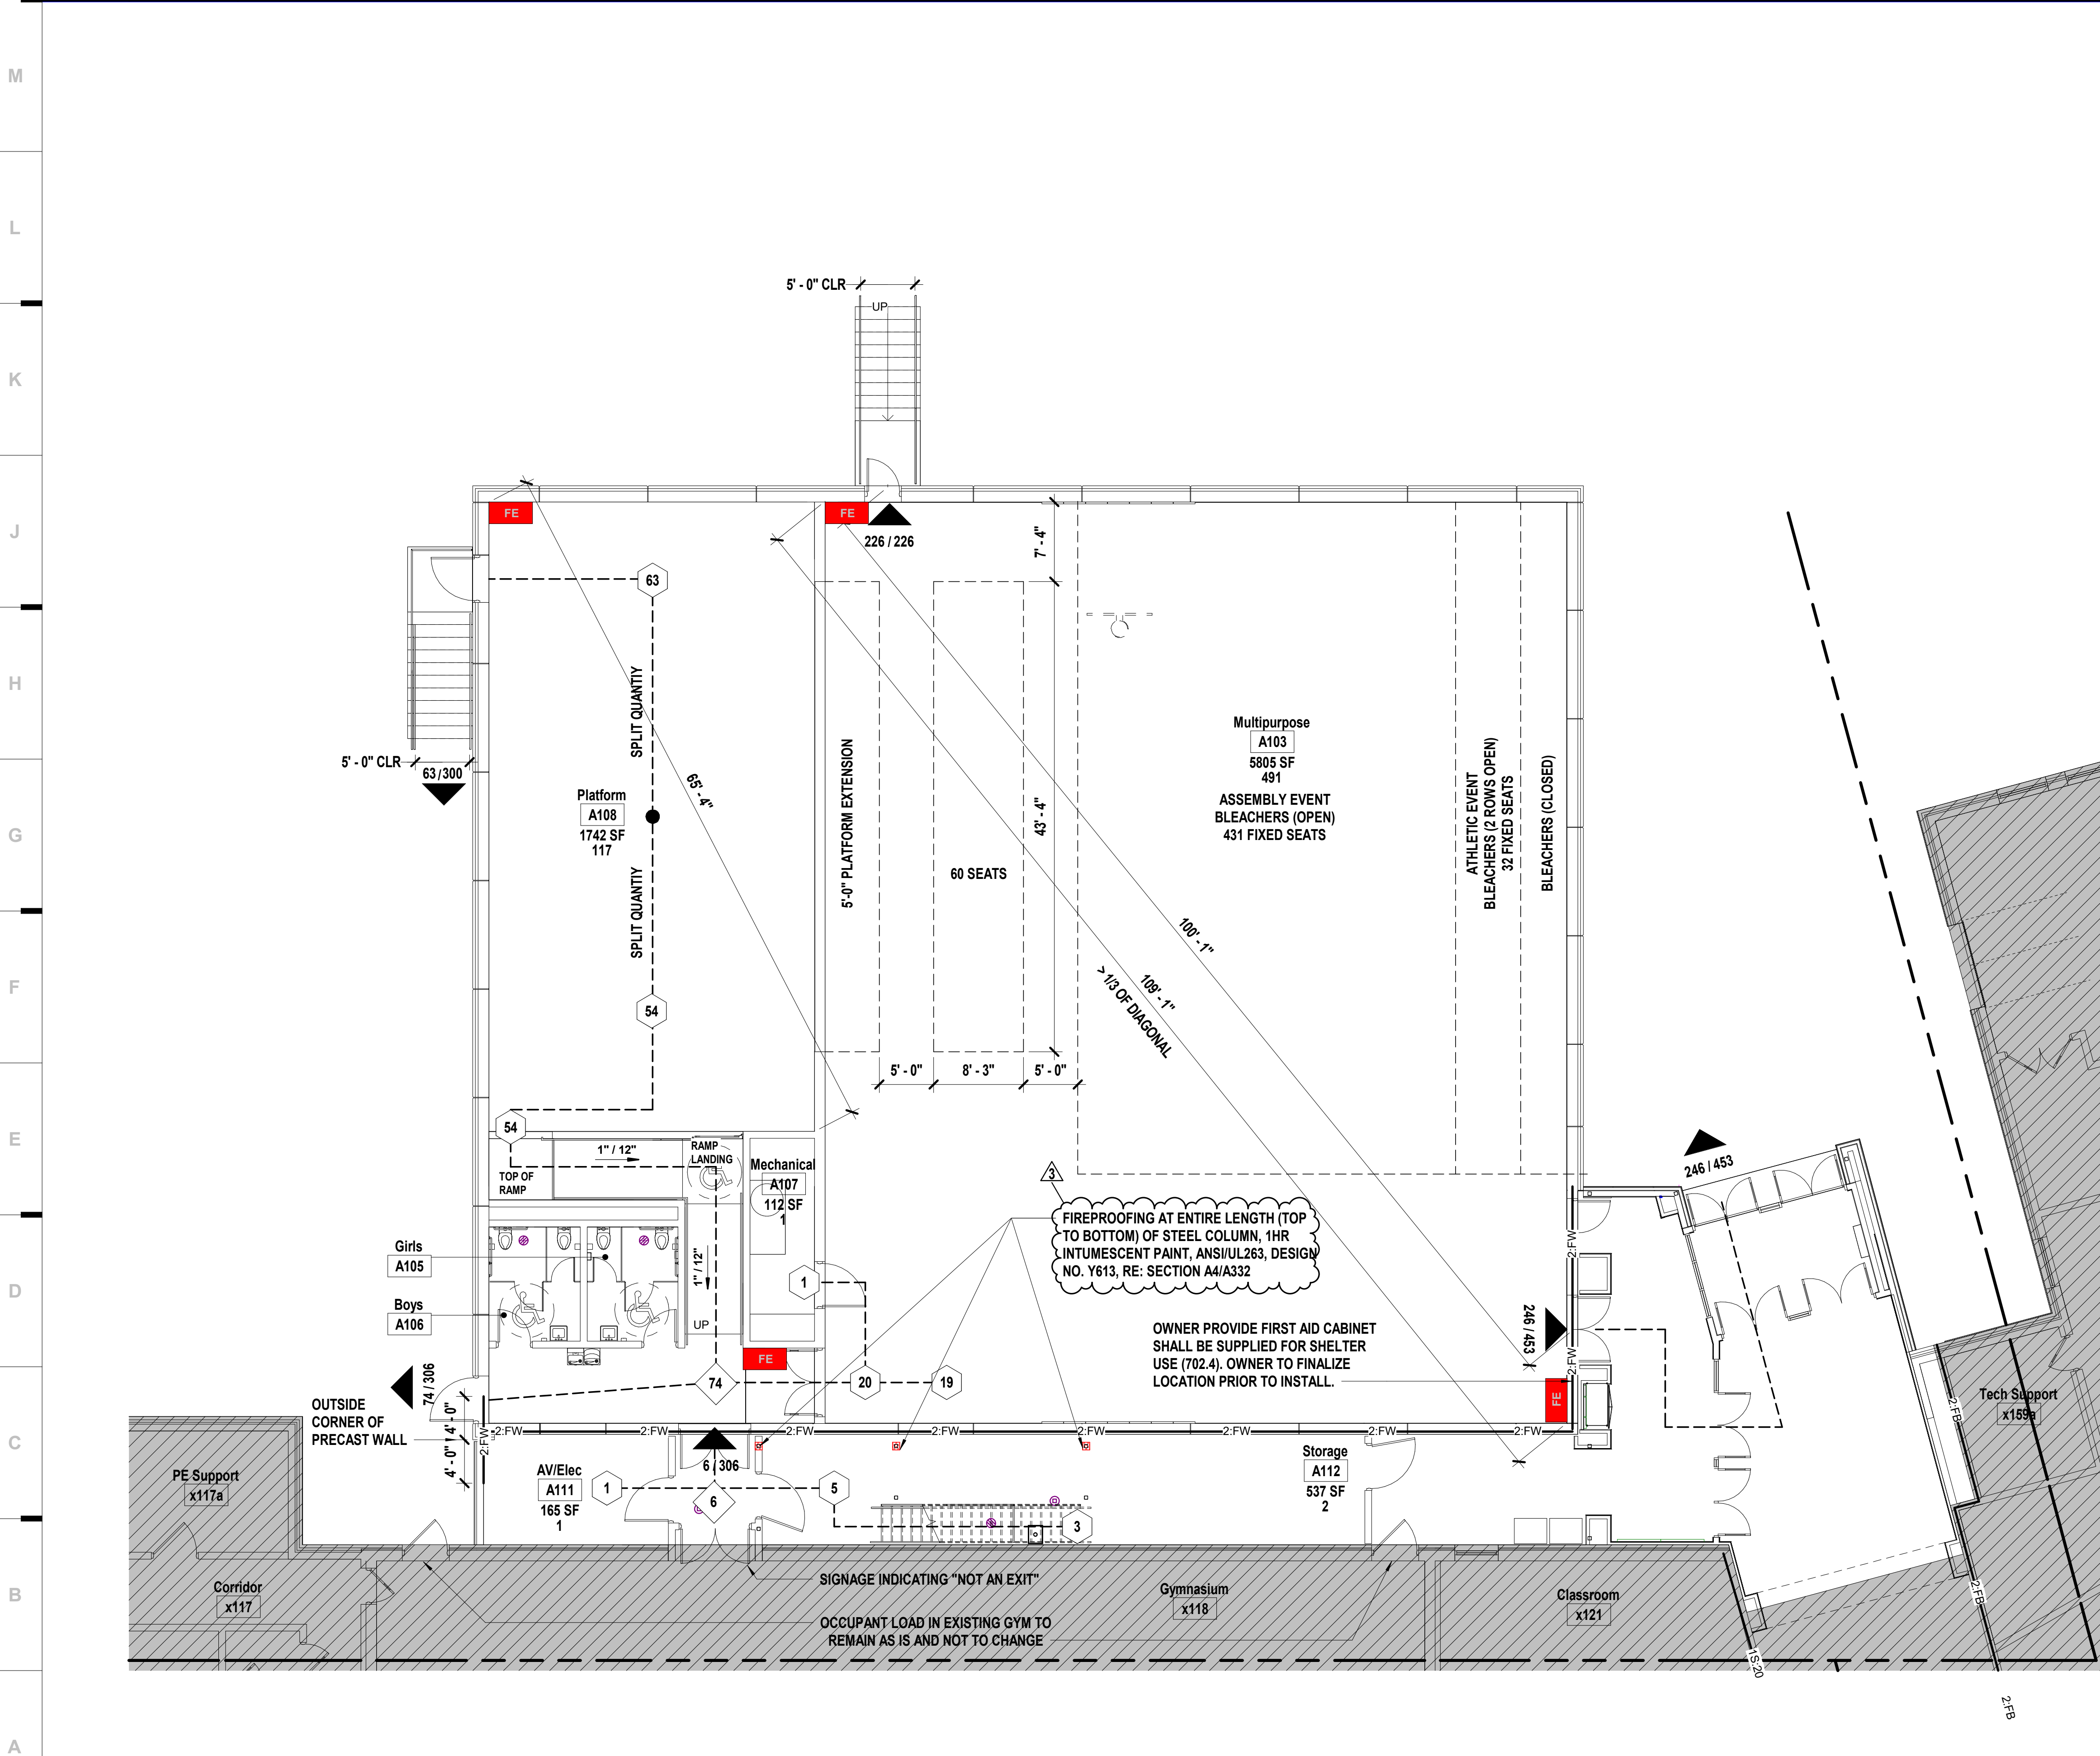 M
L
K
J
H
G
F
E
D
C
B
A
5' - 0" CLR
UP
FE
FE
226 / 226
7' - 4"
63
SPLIT QUANTIY
65' - 4"
5' - 0" CLR
63 / 300
Platform
A108
1742 SF
117
SPLIT QUANTIY
54
5'-0" PLATFORM EXTENSION
60 SEATS
43' - 4"
5' - 0"
8' - 3"
5' - 0"
Multipurpose
A103
5805 SF
491
ASSEMBLY EVENT
BLEACHERS (OPEN)
431 FIXED SEATS
ATHLETIC EVENT
BLEACHERS (2 ROWS OPEN)
32 FIXED SEATS
BLEACHERS (CLOSED)
100' - 1"
109' - 1"
>1/3 OF DIAGONAL
54
TOP OF
RAMP
1" / 12"
RAMP
LANDING
Mechanical
A107
112 SF
1
1" / 12"
UP
Girls
A105
Boys
A106
1
3
FIREPROOFING AT ENTIRE LENGTH (TOP
TO BOTTOM) OF STEEL COLUMN, 1HR
INTUMESCENT PAINT, ANSI/UL263, DESIGN
NO. Y613, RE: SECTION A4/A332
246 / 453
246 / 453
OWNER PROVIDE FIRST AID CABINET
SHALL BE SUPPLIED FOR SHELTER
USE (702.4). OWNER TO FINALIZE
LOCATION PRIOR TO INSTALL.
FE
FE
74
20
19
74 / 306
OUTSIDE
CORNER OF
PRECAST WALL
4' - 0"
4' - 0"
2:FW
2:FW
2:FW
2:FW
2:FW
2:FW
2:FW
2:FW
2:FW
2:FW
2:FW
6 / 306
AV/Elec
A111
165 SF
1
1
6
5
3
Storage
A112
537 SF
2
PE Support
x117a
Corridor
x117
SIGNAGE INDICATING "NOT AN EXIT"
OCCUPANT LOAD IN EXISTING GYM TO
REMAIN AS IS AND NOT TO CHANGE
Gymnasium
x118
Classroom
x121
Tech Support
x159a
2:FB
2:FB
1S:20
2:FB